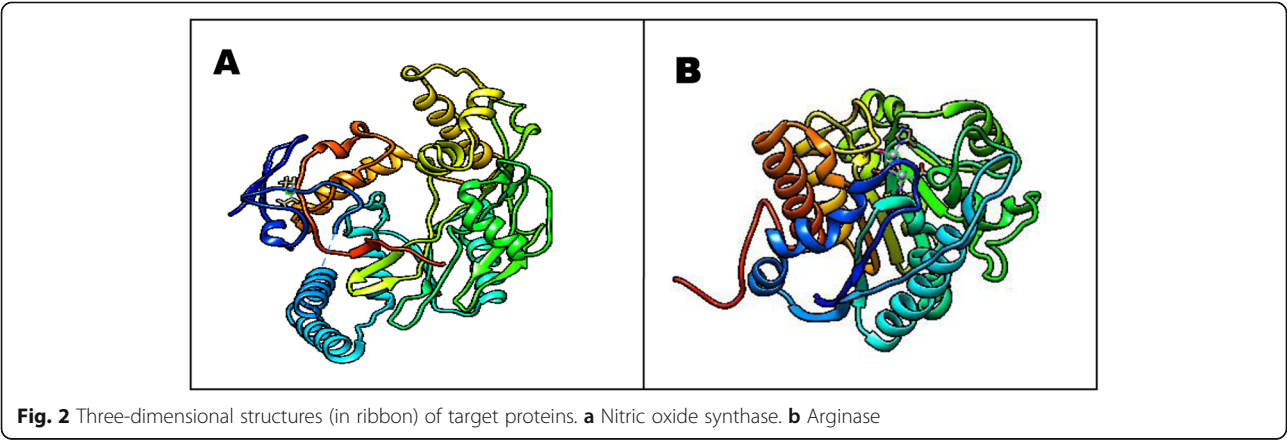 A
B
Fig. 2 Three-dimensional structures (in ribbon) of target proteins. a Nitric oxide synthase. b Arginase